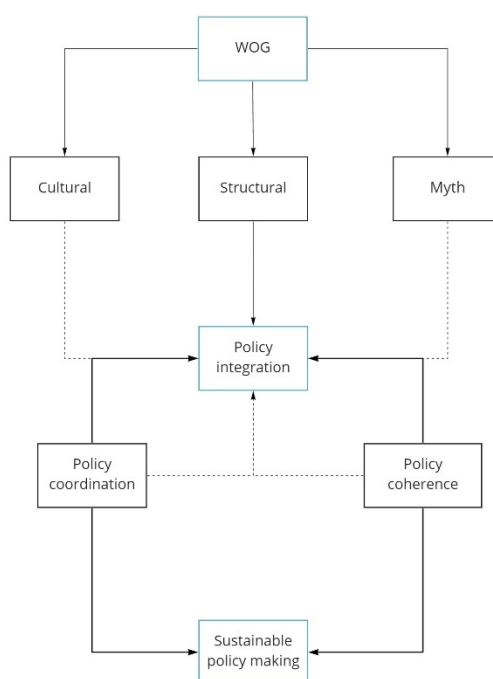 WOG
Cultural
Structural
Myth
Policy
integration
Policy
coordination
Policy
coherence
Sustainable
policy making